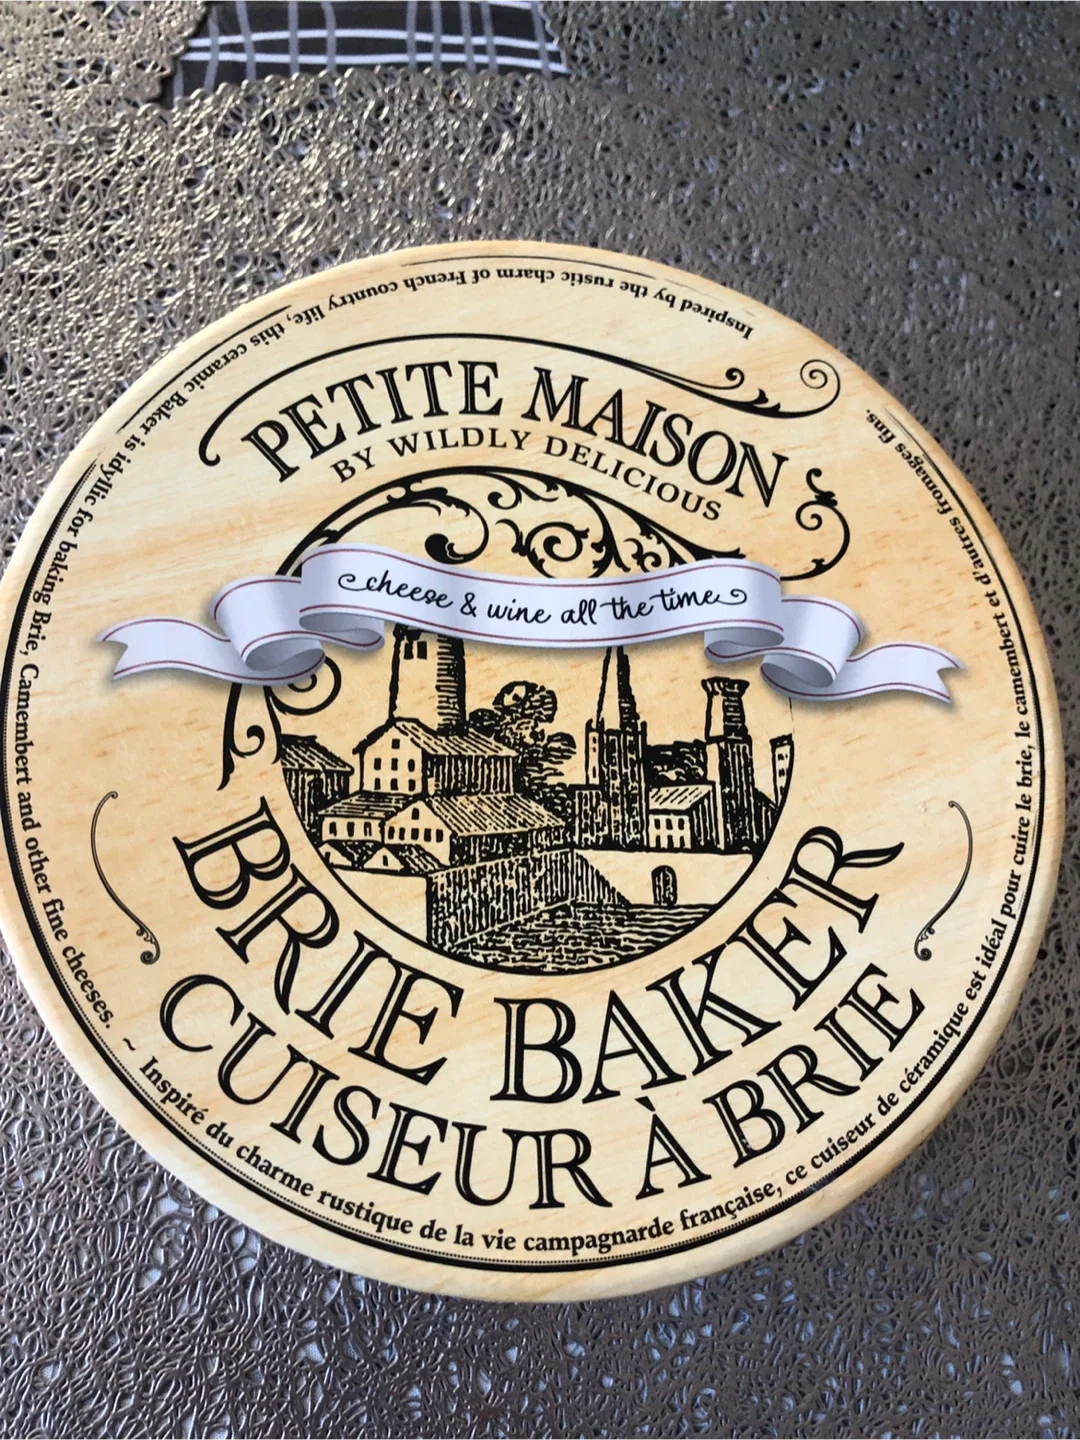 PETITE MAISON
BY WILDLY DELICIOUS
cheese & wine all the time
BRIE BAKER
CUISEUR À BRIE
Inspired by the rustic charm of French country life, this ceramic Baker is idyllic for baking Brie, Camembert and other fine cheeses. ~ Inspiré du charme rustique de la vie campagnarde française, ce cuiseur de céramique est idéal pour cuire le brie, le camembert et d'autres fromages fins.